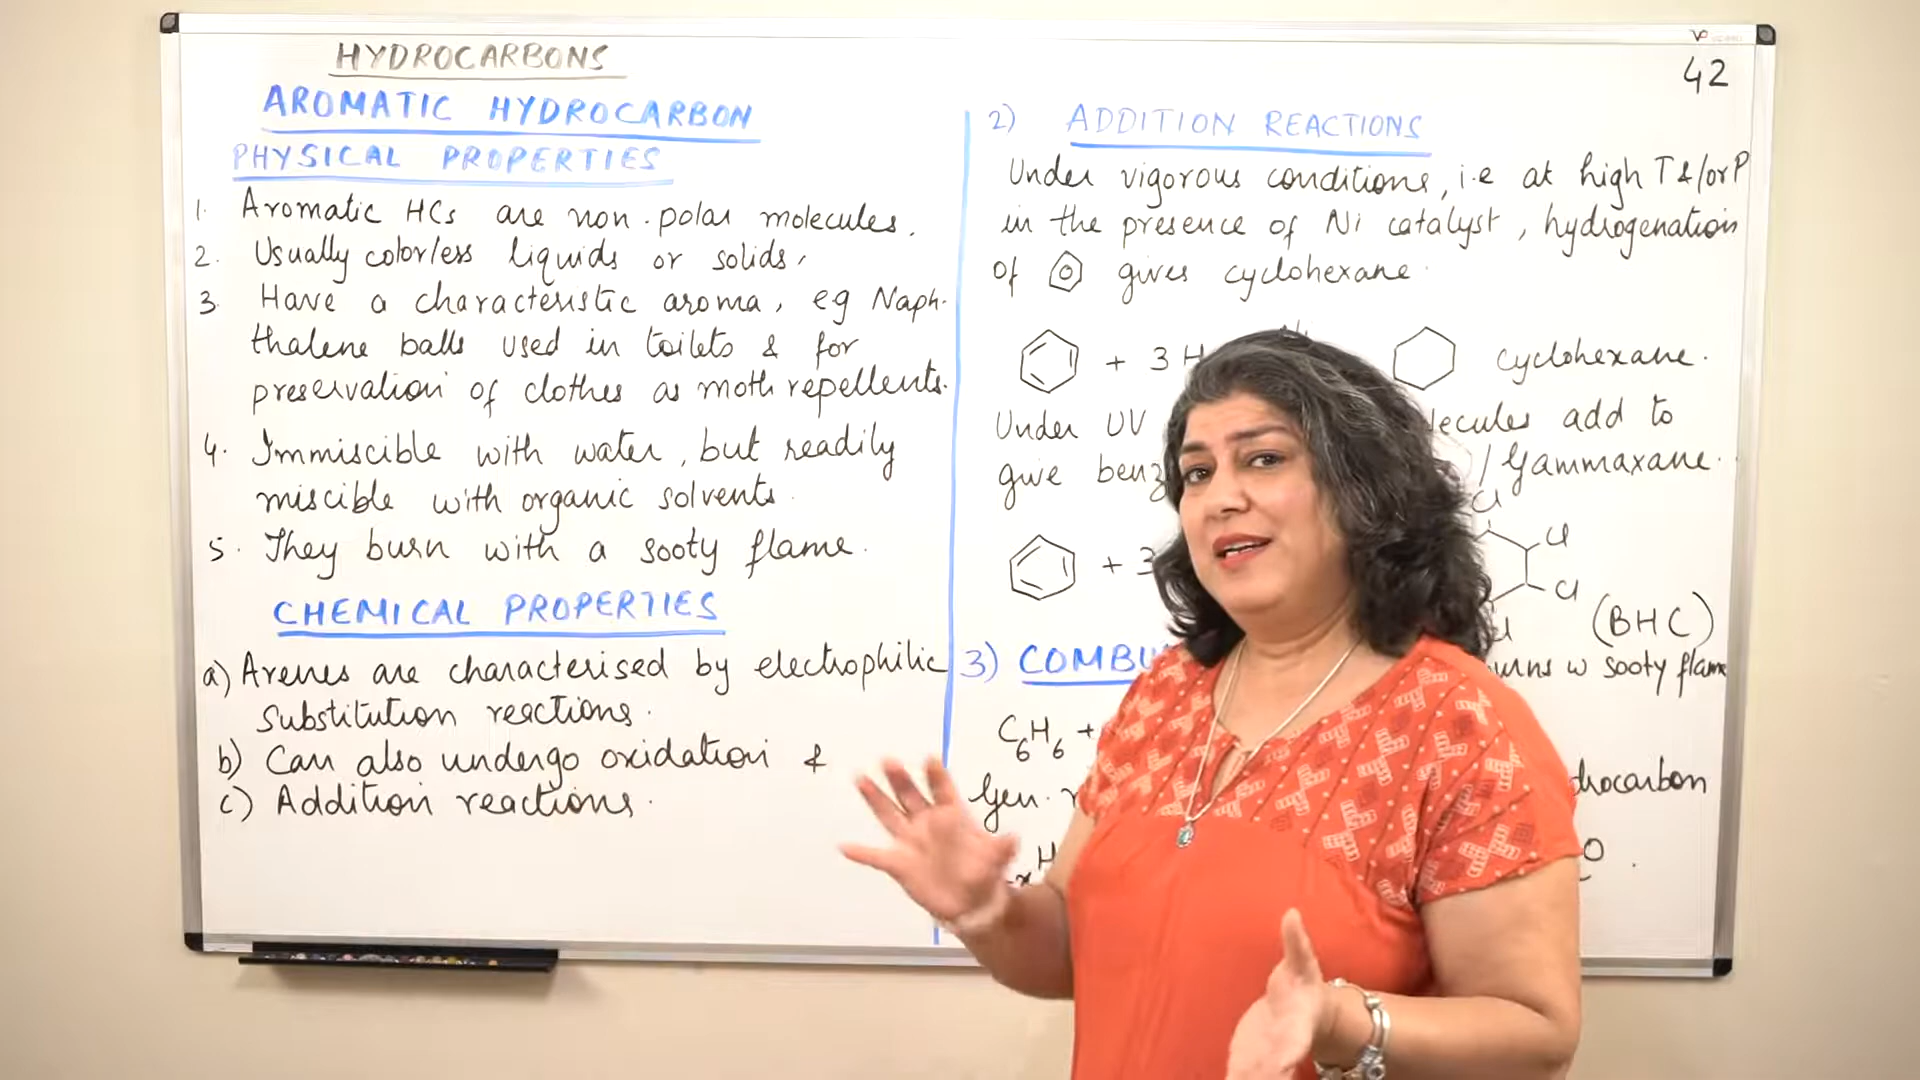 HYDROCARBONS
42
AROMATIC HYDROCARBON
PHYSICAL PROPERTIES
1. Aromatic HCs are non-polar molecules.
2. Usually colorless liquids or solids,
3. Have a characteristic aroma, eg Naph-
thalene balls used in toilets & for
preservation of clothes as moth repellents.
4. Immiscible with water, but readily
miscible with organic solvents.
5. They burn with a sooty flame.
CHEMICAL PROPERTIES
a) Arenes are characterised by electrophilic
substitution reactions.
b) Can also undergo oxidation &
c) Addition reactions.
2) ADDITION REACTIONS
Under vigorous conditions, i.e at high T &/or P
in the presence of Ni catalyst, hydrogenation
of gives cyclohexane.
+ 3 H cyclohexane.
Under UV add to
give / Gammaxane.
Cl
+ 3 Cl
Cl
(BHC)
3) w sooty flame
C6H6 +
Gen.
H O